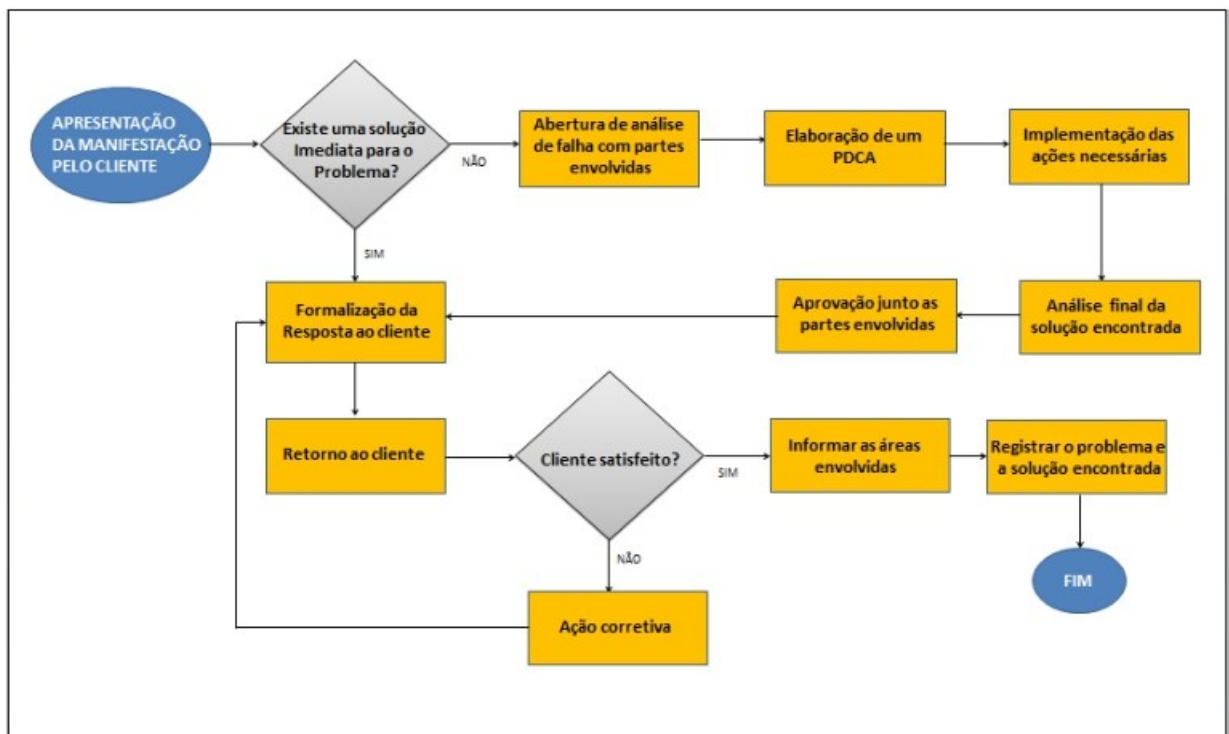 APRESENTAÇÃO
DA MANIFESTAÇÃO
PELO CLIENTE
Existe uma solução
Imediata para o
Problema?
NÃO
Abertura de análise
de falha com partes
envolvidas
Elaboração de um
PDCA
Implementação das
ações necessárias
SIM
Formalização da
Resposta ao cliente
Aprovação junto as
partes envolvidas
Análise final da
solução encontrada
Retorno ao cliente
Cliente satisfeito?
SIM
Informar as áreas
envolvidas
Registrar o problema e
a solução encontrada
NÃO
Ação corretiva
FIM